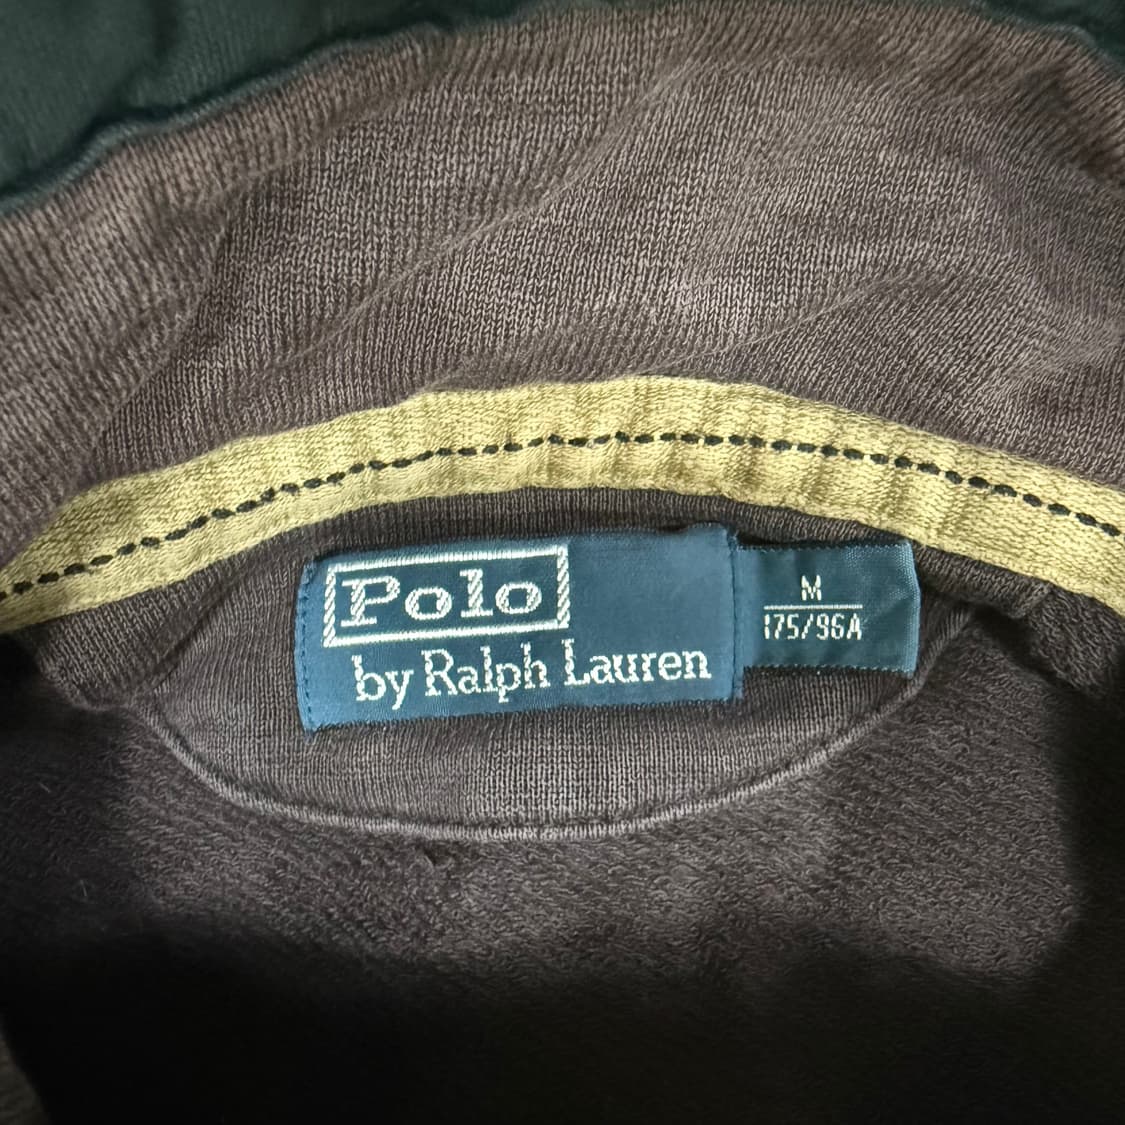 Polo
by Ralph Lauren
M
175/96A